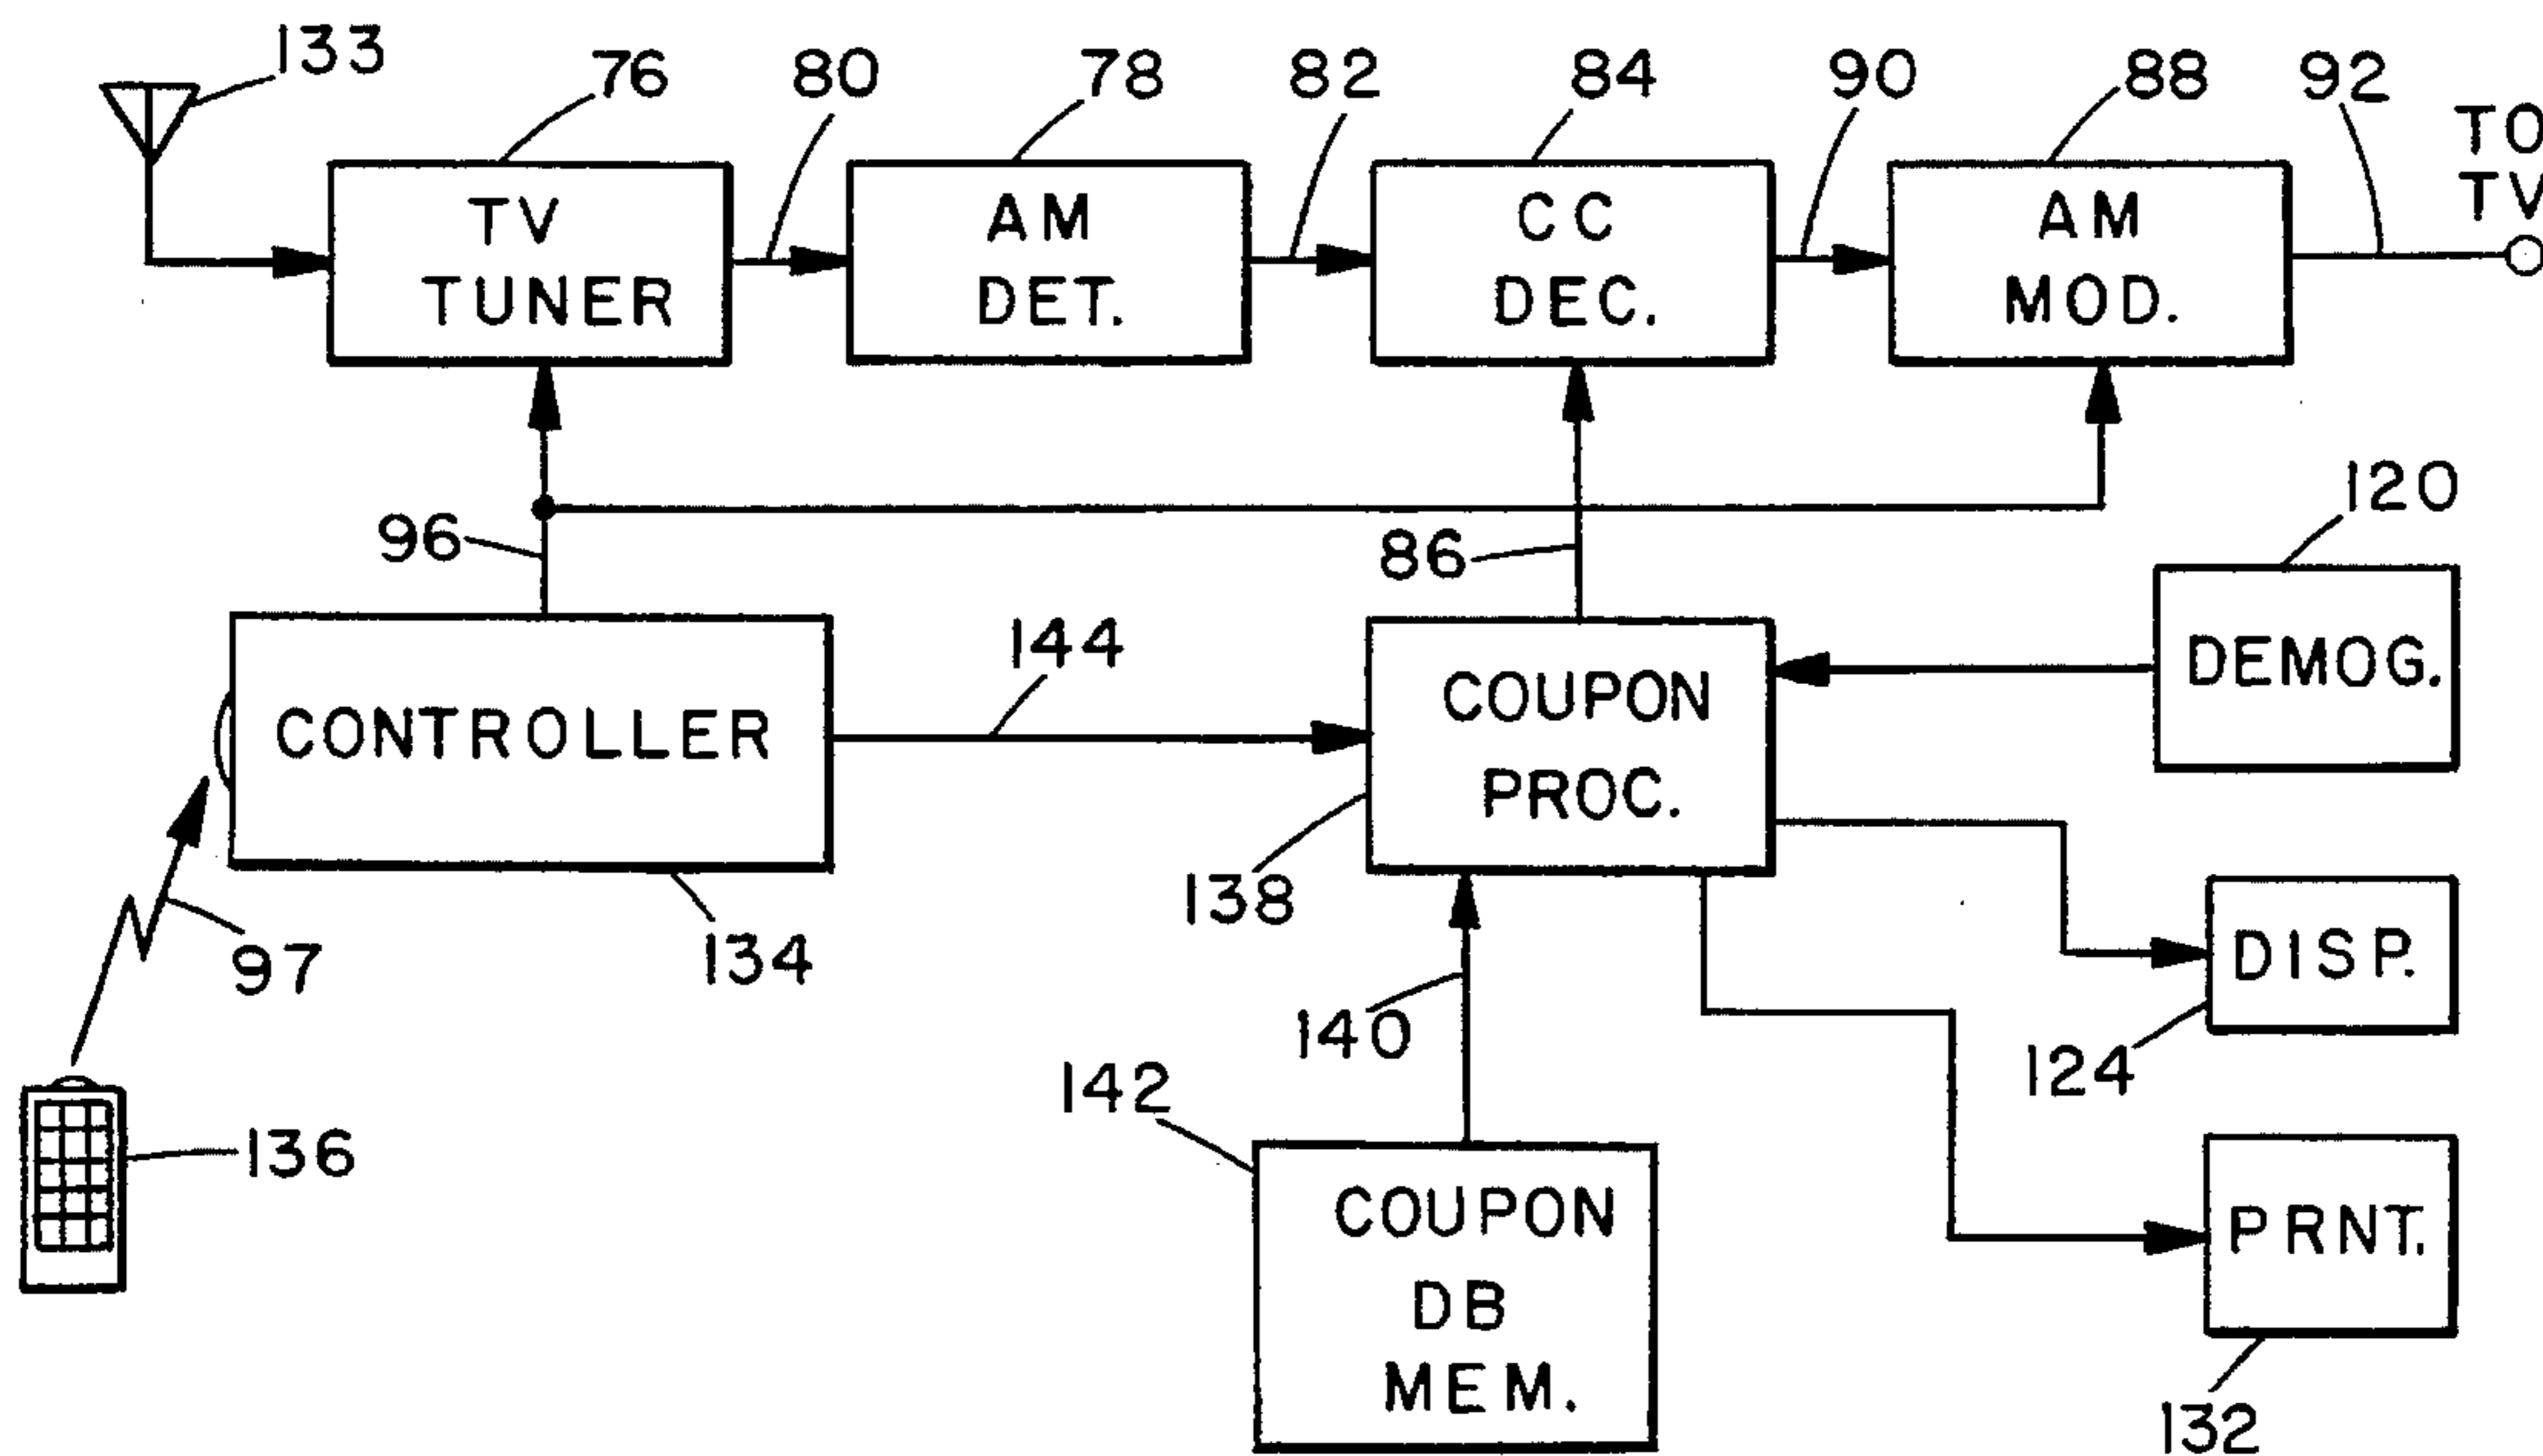 133
76
80
78
82
84
90
88
92
TO
TV
TV
TUNER
AM
DET.
CC
DEC.
AM
MOD.
96
86
120
CONTROLLER
144
COUPON
PROC.
DEMOG.
97
134
138
140
DISP.
124
136
142
COUPON
DB
MEM.
PRNT.
132